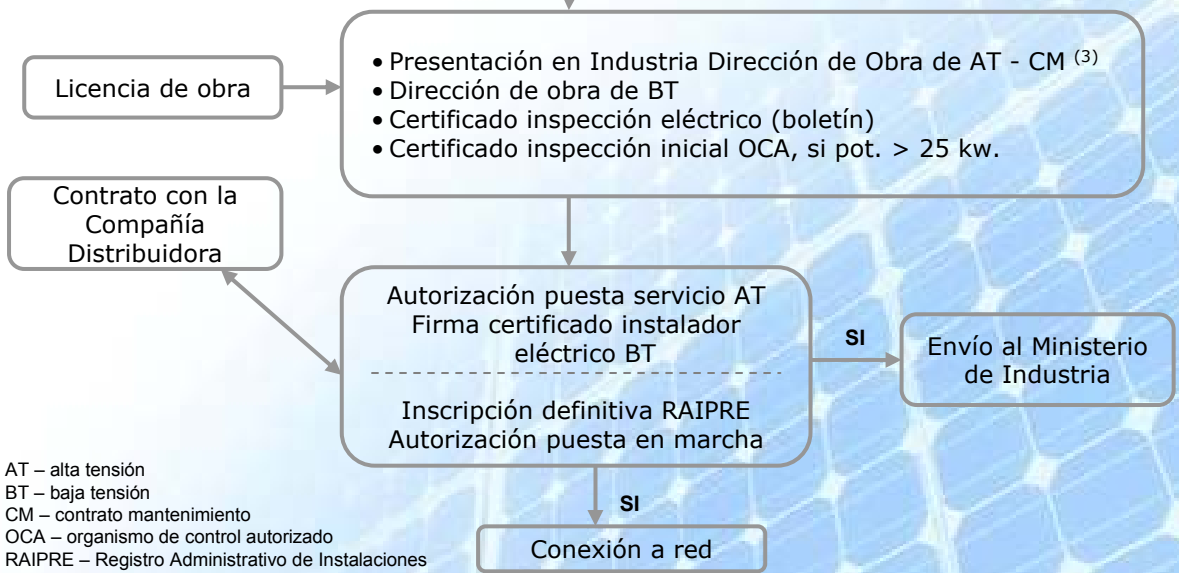 Licencia de obra
• Presentación en Industria Dirección de Obra de AT - CM (3)
• Dirección de obra de BT
• Certificado inspección eléctrico (boletín)
• Certificado inspección inicial OCA, si pot. > 25 kw.
Contrato con la
Compañía
Distribuidora
Autorización puesta servicio AT
Firma certificado instalador
eléctrico BT
Inscripción definitiva RAIPRE
Autorización puesta en marcha
SI
Envío al Ministerio
de Industria
SI
Conexión a red
AT – alta tensión
BT – baja tensión
CM – contrato mantenimiento
OCA – organismo de control autorizado
RAIPRE – Registro Administrativo de Instalaciones